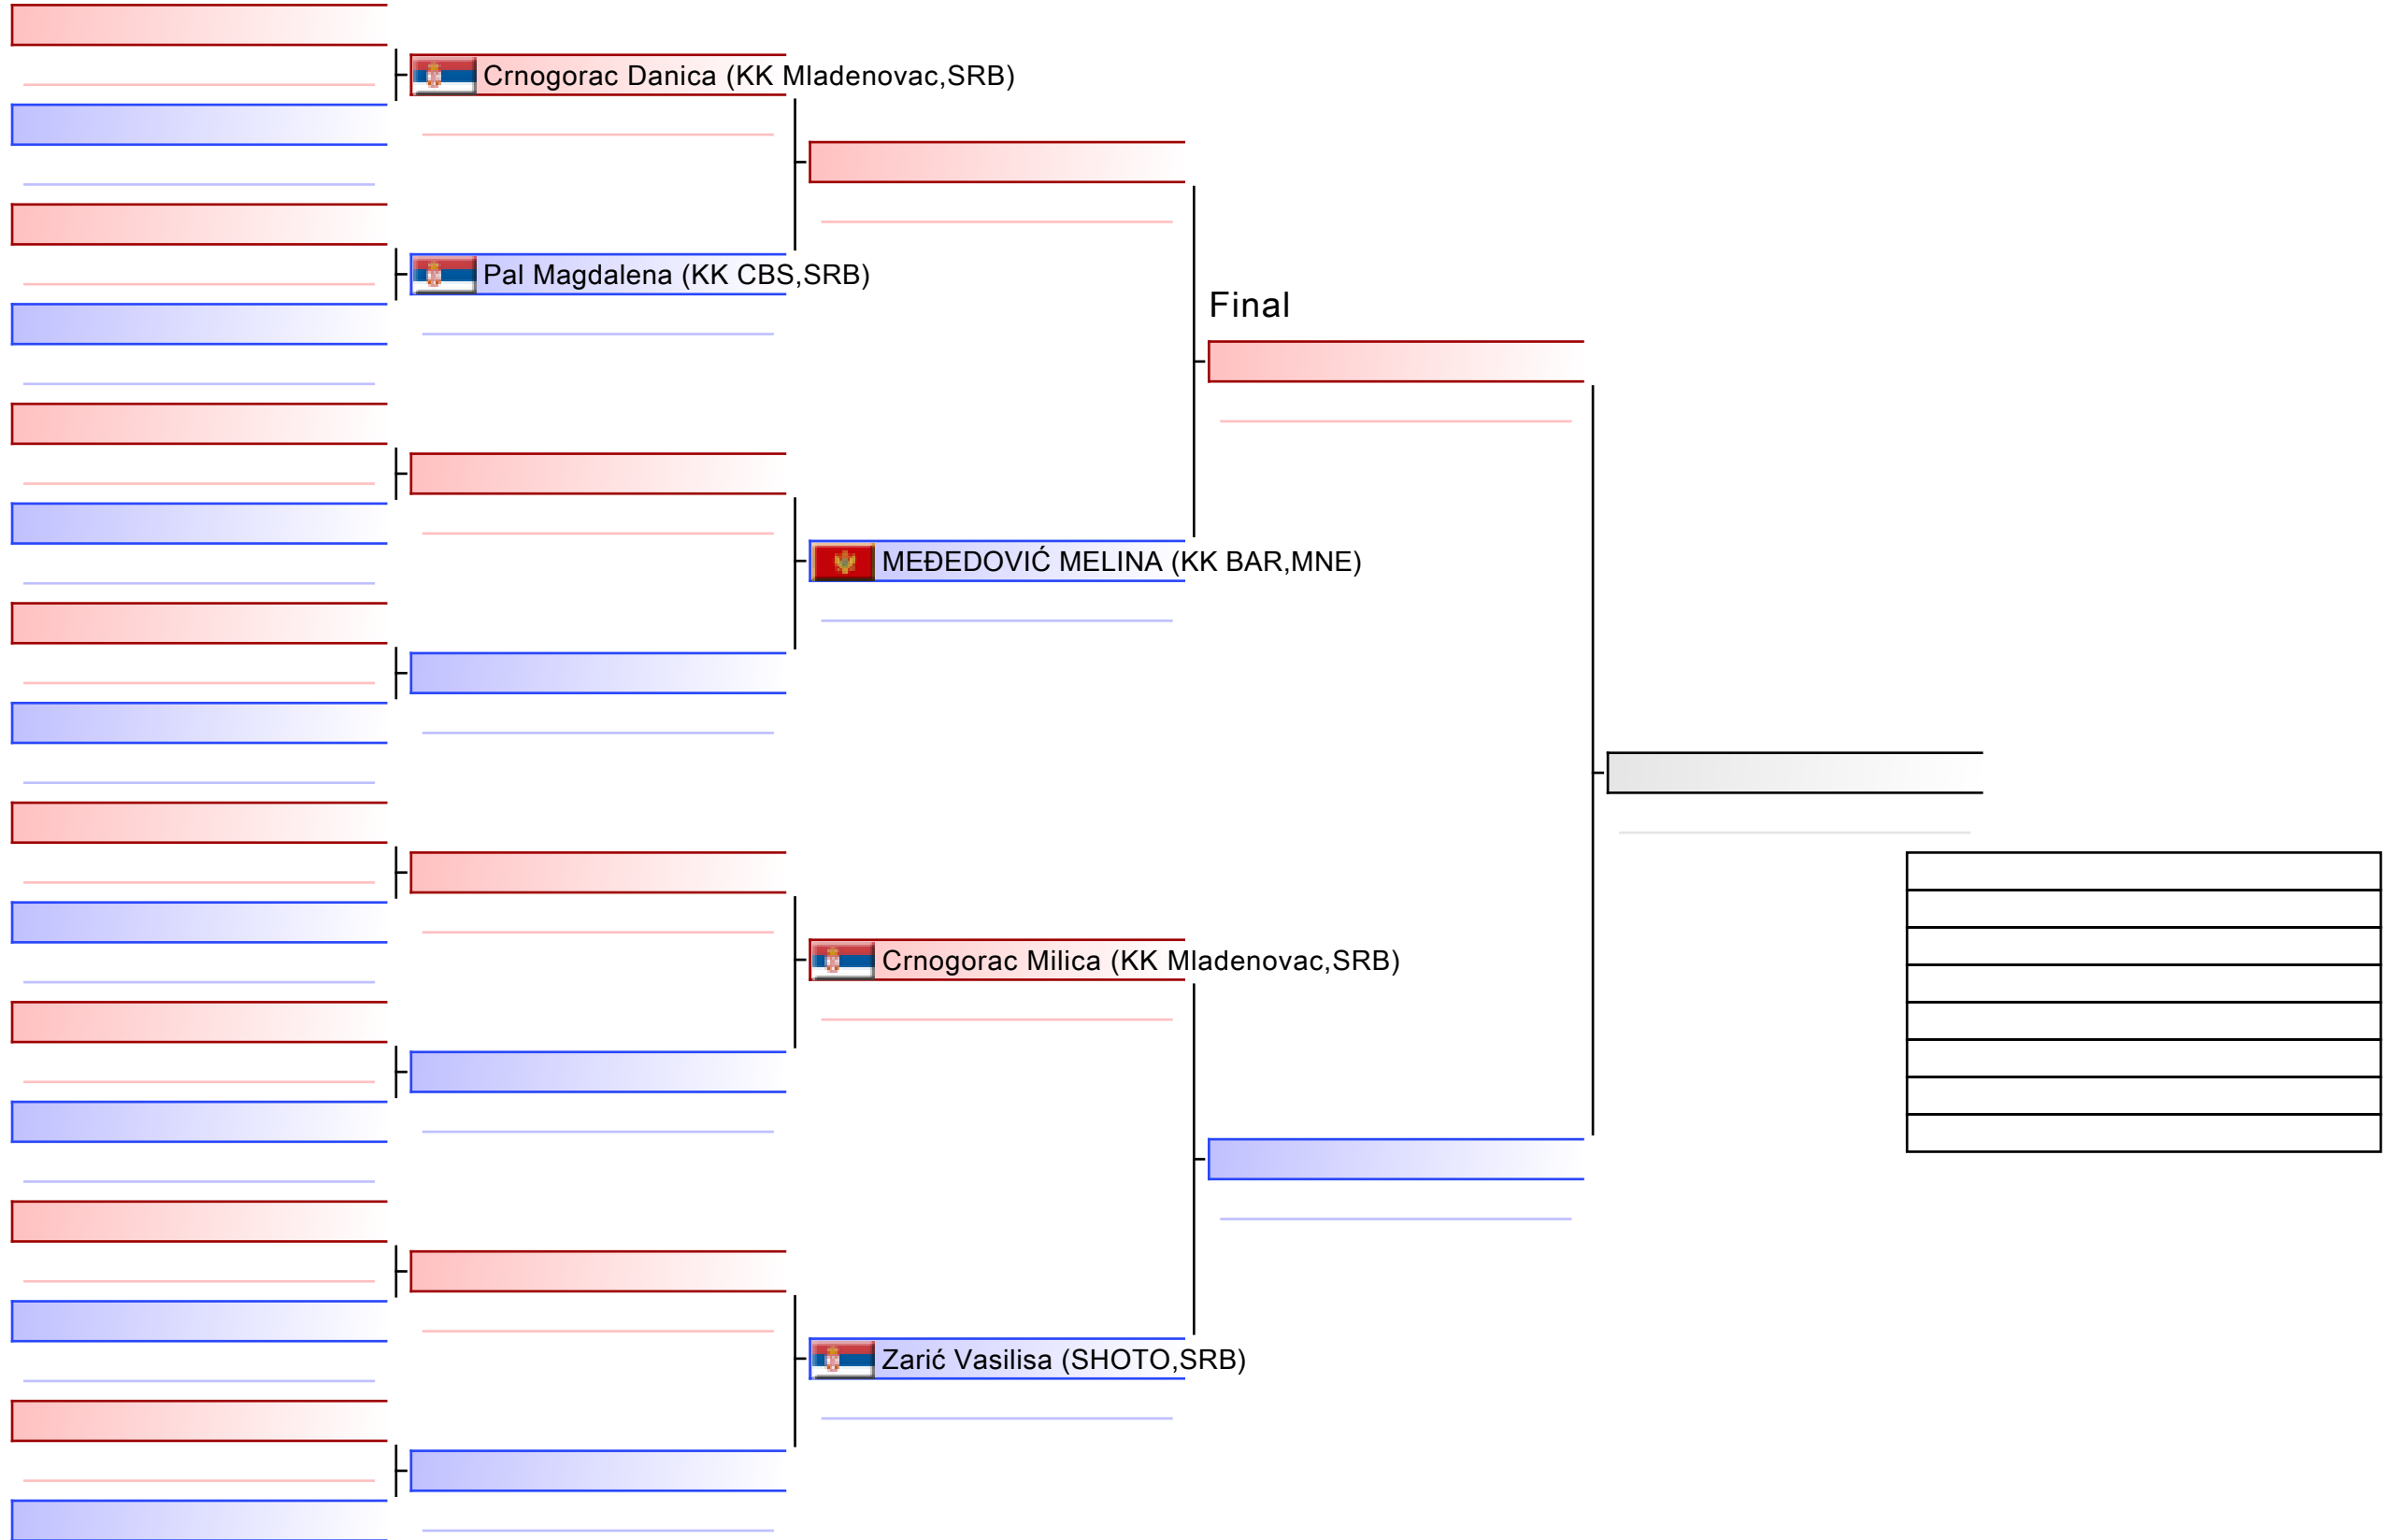 Crnogorac Danica (KK Mladenovac,SRB)
Pal Magdalena (KK CBS,SRB)
Final
MEĐEDOVIĆ MELINA (KK BAR,MNE)
Crnogorac Milica (KK Mladenovac,SRB)
Zarić Vasilisa (SHOTO,SRB)